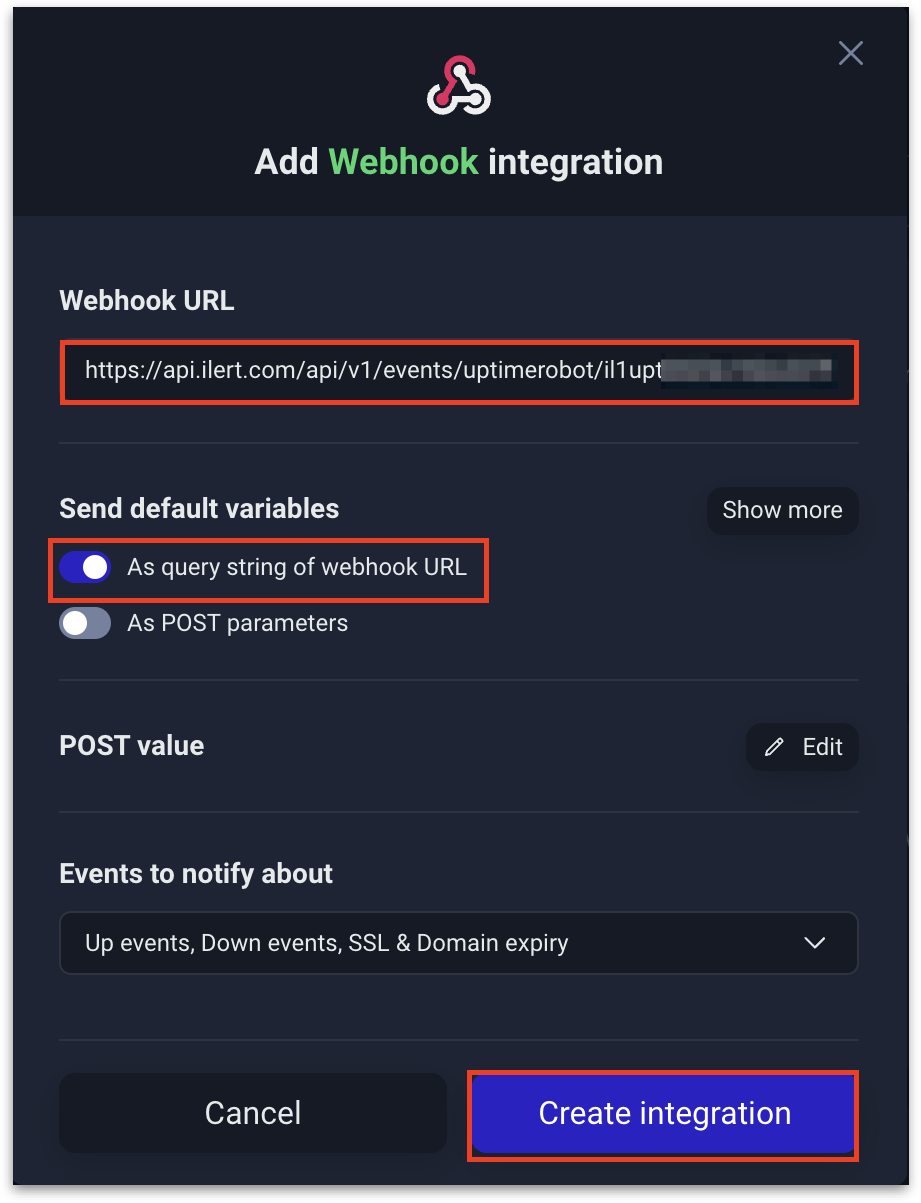 Add Webhook integration
Webhook URL
https://api.ilert.com/api/v1/events/uptimerobot/il1upt
Send default variables
Show more
As query string of webhook URL
As POST parameters
POST value
Edit
Events to notify about
Up events, Down events, SSL & Domain expiry
Cancel
Create integration